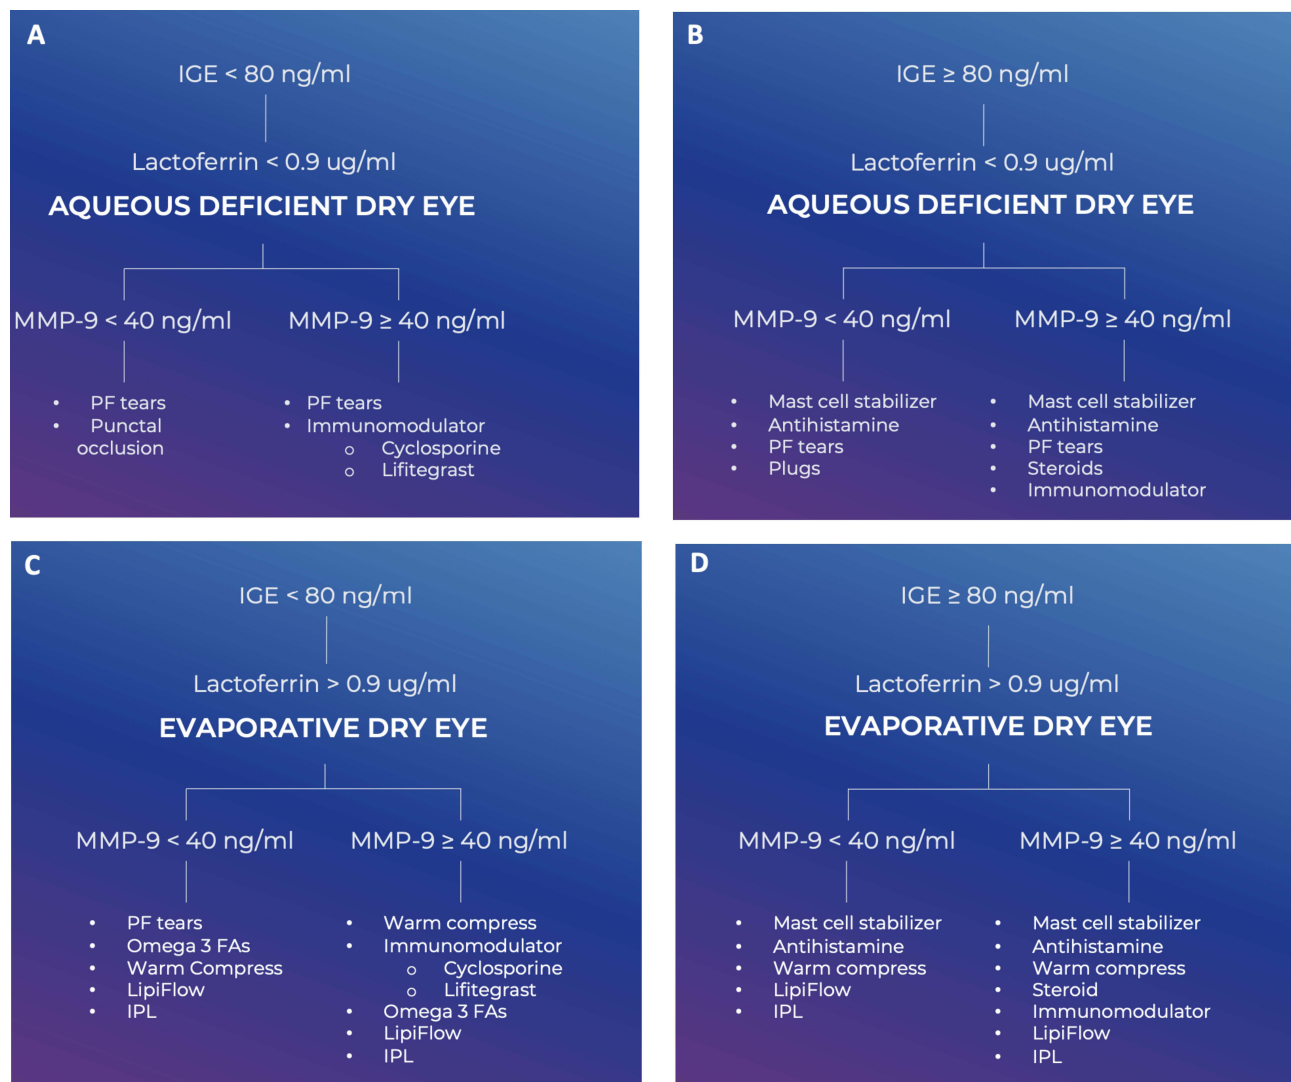 A
IGE < 80 ng/ml
Lactoferrin < 0.9 ug/ml
AQUEOUS DEFICIENT DRY EYE
MMP-9 < 40 ng/ml
• PF tears
• Punctal
occlusion
MMP-9 ≥ 40 ng/ml
• PF tears
• Immunomodulator
o Cyclosporine
o Lifitegrast
B
IGE ≥ 80 ng/ml
Lactoferrin < 0.9 ug/ml
AQUEOUS DEFICIENT DRY EYE
MMP-9 < 40 ng/ml
• Mast cell stabilizer
• Antihistamine
• PF tears
• Plugs
MMP-9 ≥ 40 ng/ml
• Mast cell stabilizer
• Antihistamine
• PF tears
• Steroids
• Immunomodulator
C
IGE < 80 ng/ml
Lactoferrin > 0.9 ug/ml
EVAPORATIVE DRY EYE
MMP-9 < 40 ng/ml
• PF tears
• Omega 3 FAs
• Warm Compress
• LipiFlow
• IPL
MMP-9 ≥ 40 ng/ml
• Warm compress
• Immunomodulator
o Cyclosporine
o Lifitegrast
• Omega 3 FAs
• LipiFlow
• IPL
D
IGE ≥ 80 ng/ml
Lactoferrin > 0.9 ug/ml
EVAPORATIVE DRY EYE
MMP-9 < 40 ng/ml
• Mast cell stabilizer
• Antihistamine
• Warm compress
• LipiFlow
• IPL
MMP-9 ≥ 40 ng/ml
• Mast cell stabilizer
• Antihistamine
• Warm compress
• Steroid
• Immunomodulator
• LipiFlow
• IPL